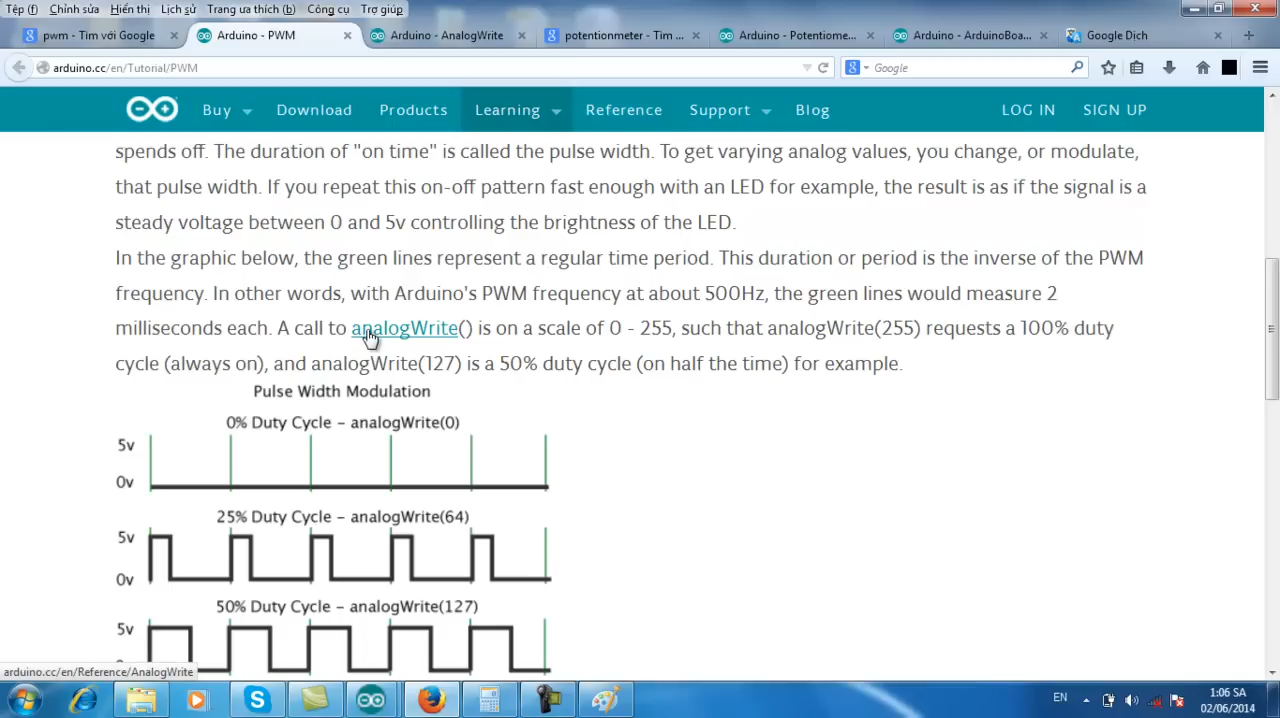 Tệp (f) Chỉnh sửa Hiển thị Lịch sử Trang ưa thích (b) Công cụ Trợ giúp
pwm - Tìm với Google Arduino - PWM Arduino - AnalogWrite potentionmeter - Tìm ... Arduino - Potentiome... Arduino - ArduinoBoa... Google Dịch
arduino.cc/en/Tutorial/PWM Google
Buy Download Products Learning Reference Support Blog LOG IN SIGN UP
spends off. The duration of "on time" is called the pulse width. To get varying analog values, you change, or modulate,
that pulse width. If you repeat this on-off pattern fast enough with an LED for example, the result is as if the signal is a
steady voltage between 0 and 5v controlling the brightness of the LED.
In the graphic below, the green lines represent a regular time period. This duration or period is the inverse of the PWM
frequency. In other words, with Arduino's PWM frequency at about 500Hz, the green lines would measure 2
milliseconds each. A call to analogWrite() is on a scale of 0 - 255, such that analogWrite(255) requests a 100% duty
cycle (always on), and analogWrite(127) is a 50% duty cycle (on half the time) for example.
Pulse Width Modulation
0% Duty Cycle – analogWrite(0)
5v
0v
25% Duty Cycle – analogWrite(64)
5v
0v
50% Duty Cycle – analogWrite(127)
5v
arduino.cc/en/Reference/AnalogWrite
EN 1:06 SA
02/06/2014